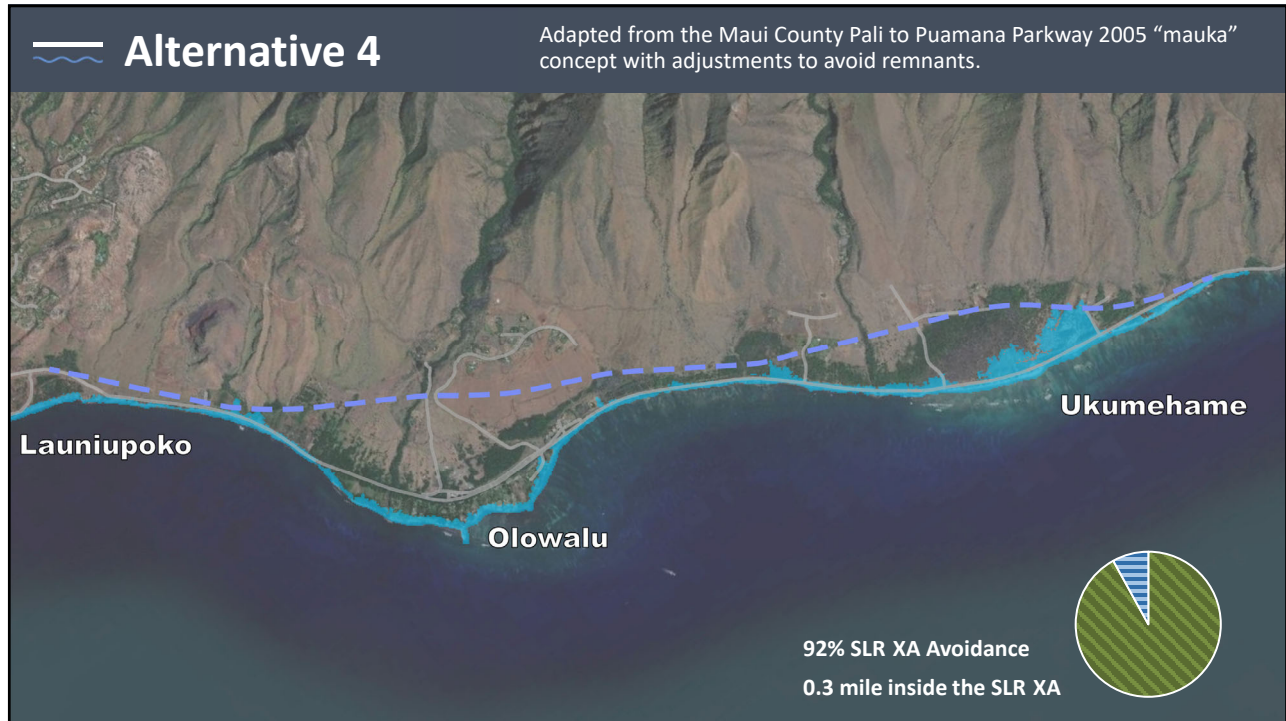 Alternative 4
Adapted from the Maui County Pali to Puamana Parkway 2005 “mauka”
concept with adjustments to avoid remnants.
Launiupoko
Olowalu
Ukumehame
92% SLR XA Avoidance
0.3 mile inside the SLR XA